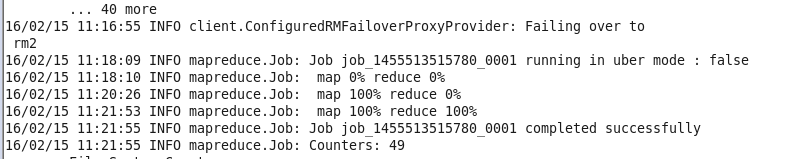 ... 40 more
16/02/15 11:16:55 INFO client.ConfiguredRMFailoverProxyProvider: Failing over to
rm2
16/02/15 11:18:09 INFO mapreduce.Job: Job job_1455513515780_0001 running in uber mode : false
16/02/15 11:18:10 INFO mapreduce.Job:  map 0% reduce 0%
16/02/15 11:20:26 INFO mapreduce.Job:  map 100% reduce 0%
16/02/15 11:21:53 INFO mapreduce.Job:  map 100% reduce 100%
16/02/15 11:21:55 INFO mapreduce.Job: Job job_1455513515780_0001 completed successfully
16/02/15 11:21:55 INFO mapreduce.Job: Counters: 49